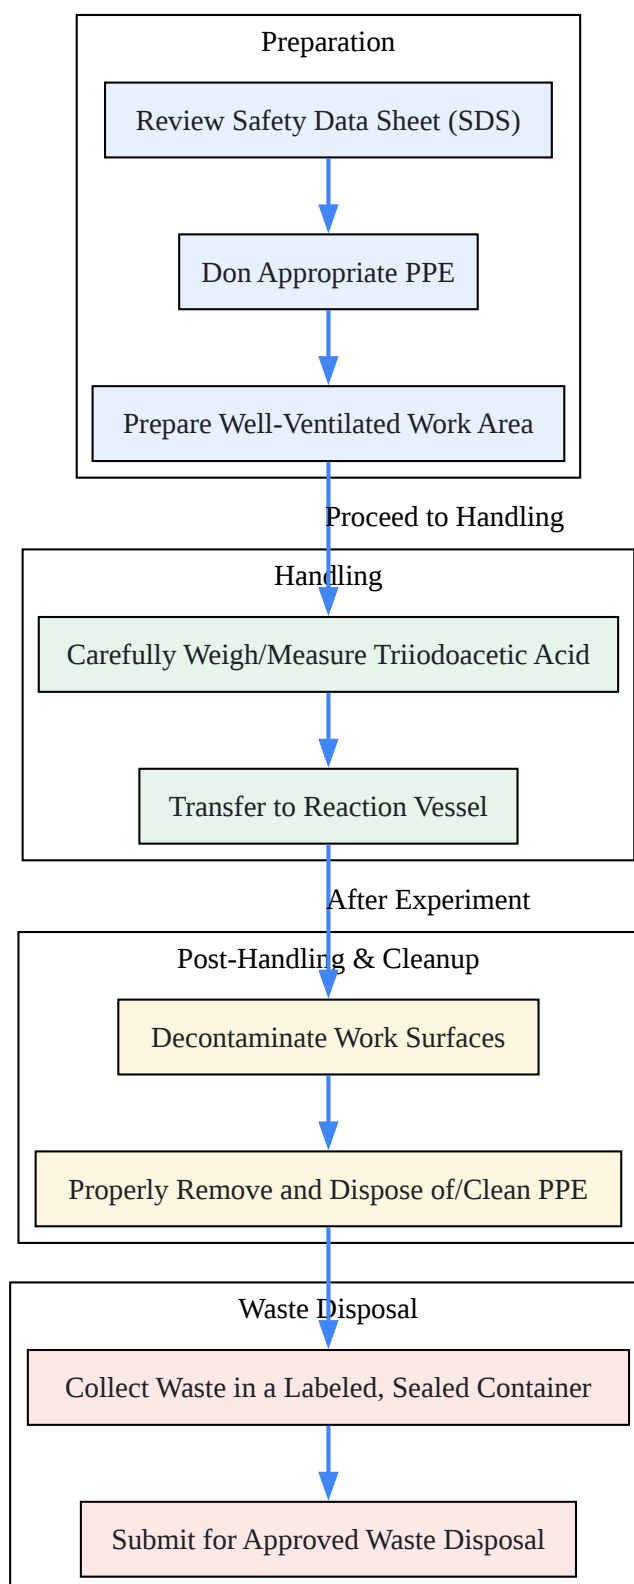 Preparation
Review Safety Data Sheet (SDS)
Don Appropriate PPE
Prepare Well-Ventilated Work Area
Proceed to Handling
Handling
Carefully Weigh/Measure Triiodoacetic Acid
Transfer to Reaction Vessel
After Experiment
Post-Handling & Cleanup
Decontaminate Work Surfaces
Properly Remove and Dispose of/Clean PPE
Waste Disposal
Collect Waste in a Labeled, Sealed Container
Submit for Approved Waste Disposal